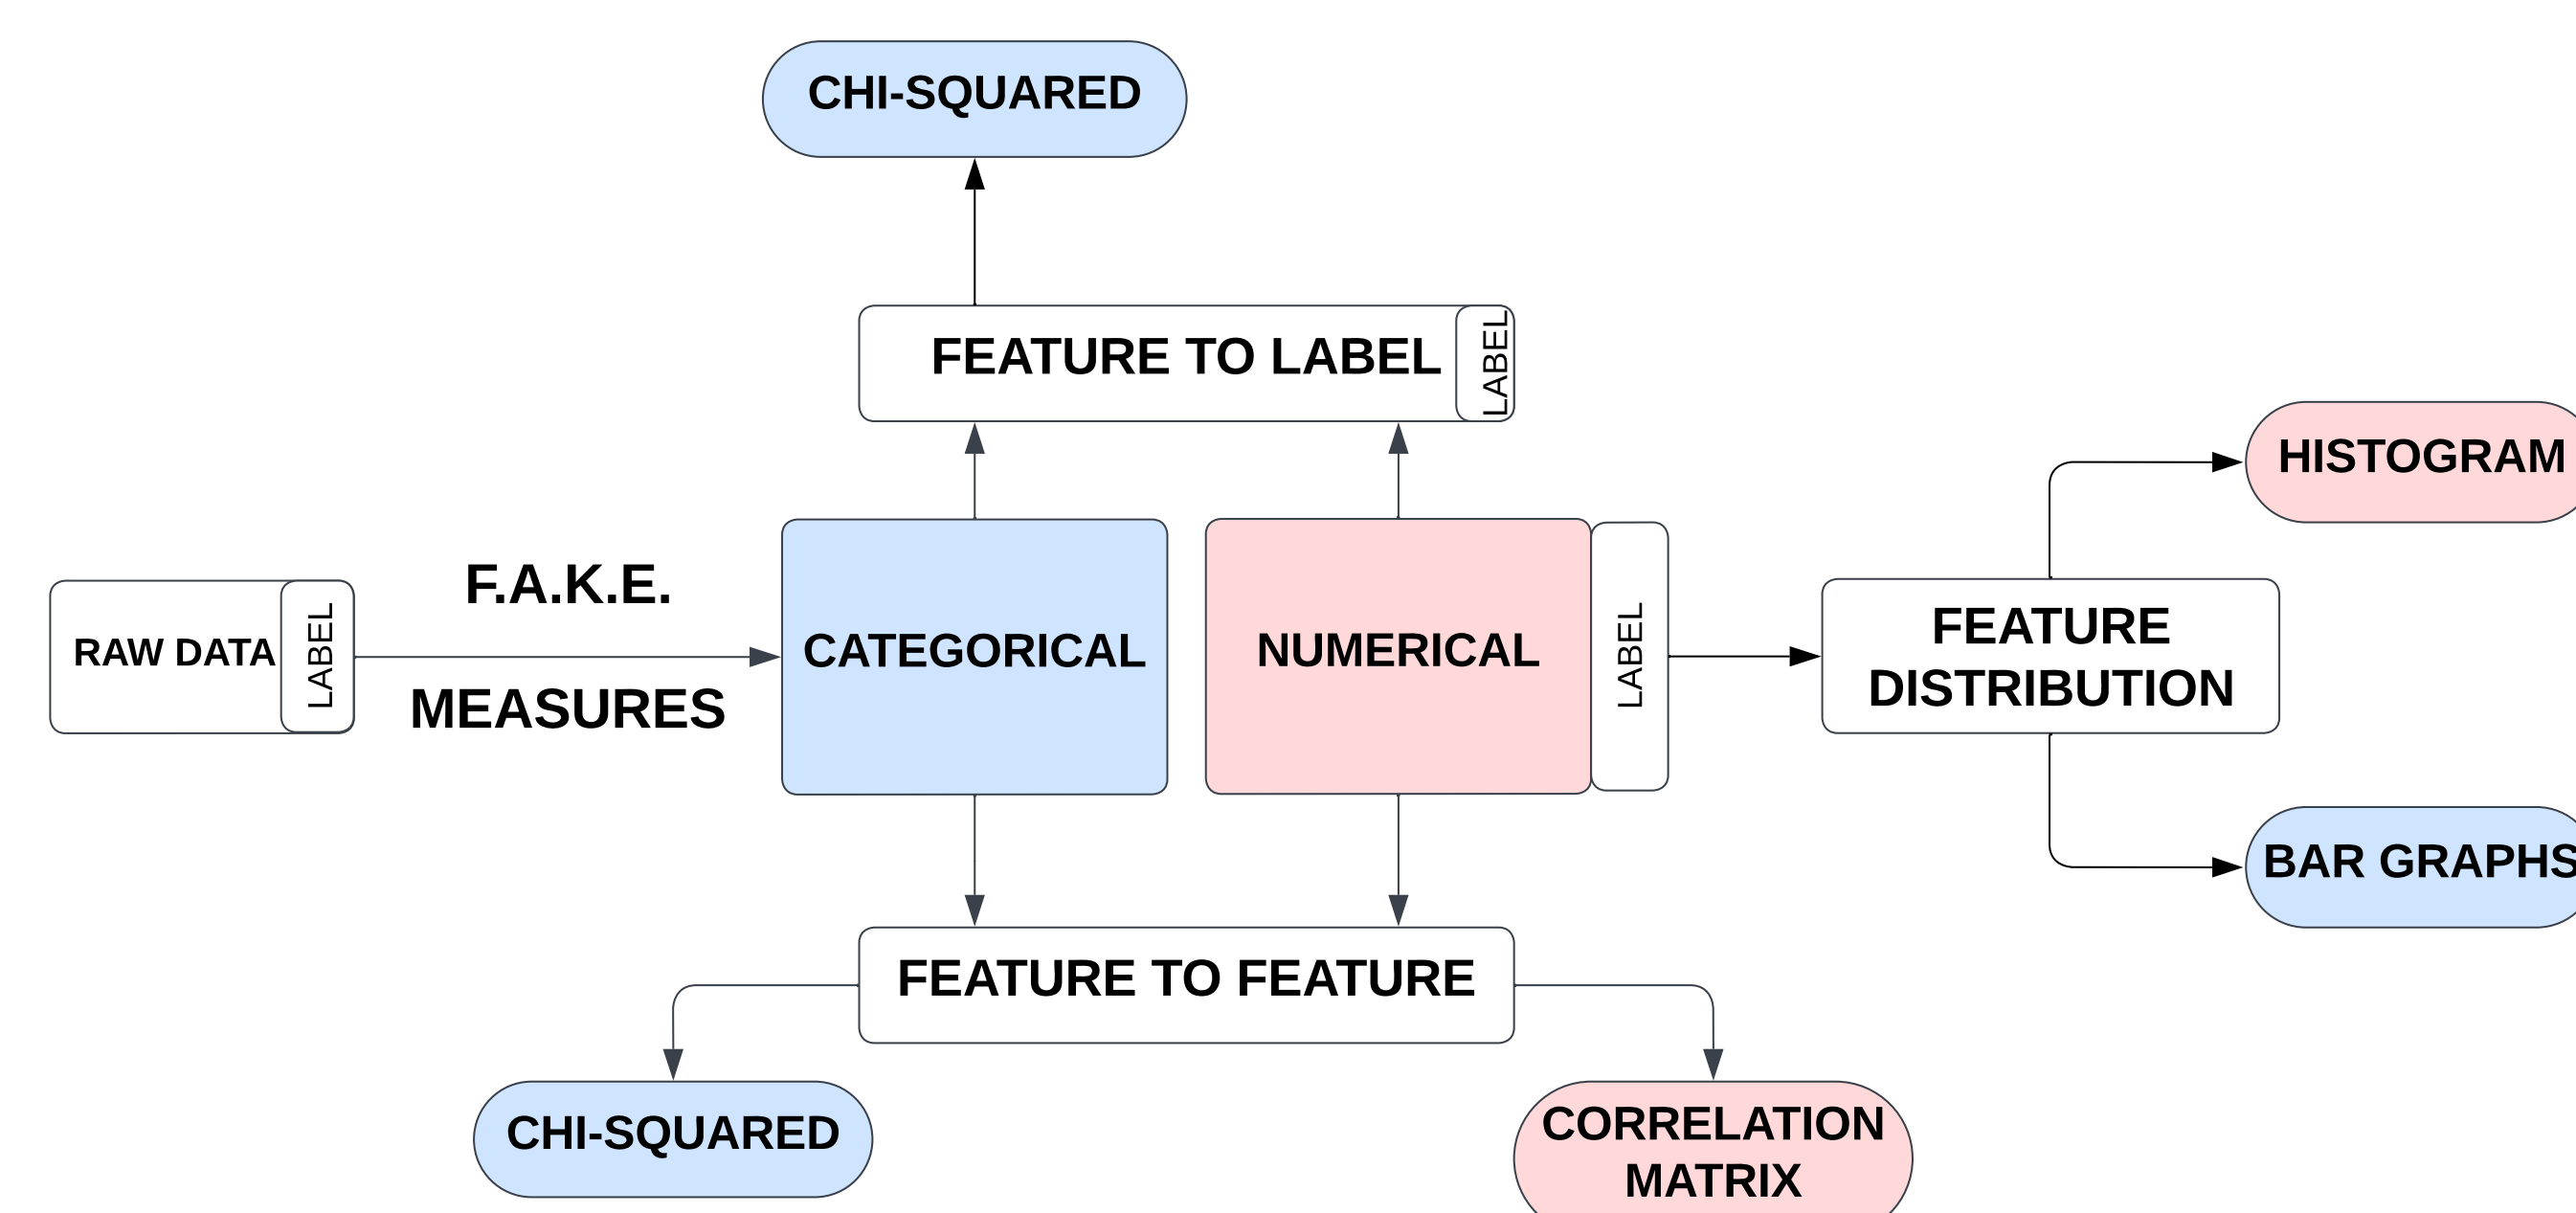 CHI-SQUARED
FEATURE TO LABEL
LABEL
HISTOGRAM
F.A.K.E.
MEASURES
RAW DATA
LABEL
CATEGORICAL
NUMERICAL
LABEL
FEATURE
DISTRIBUTION
BAR GRAPHS
FEATURE TO FEATURE
CHI-SQUARED
CORRELATION
MATRIX